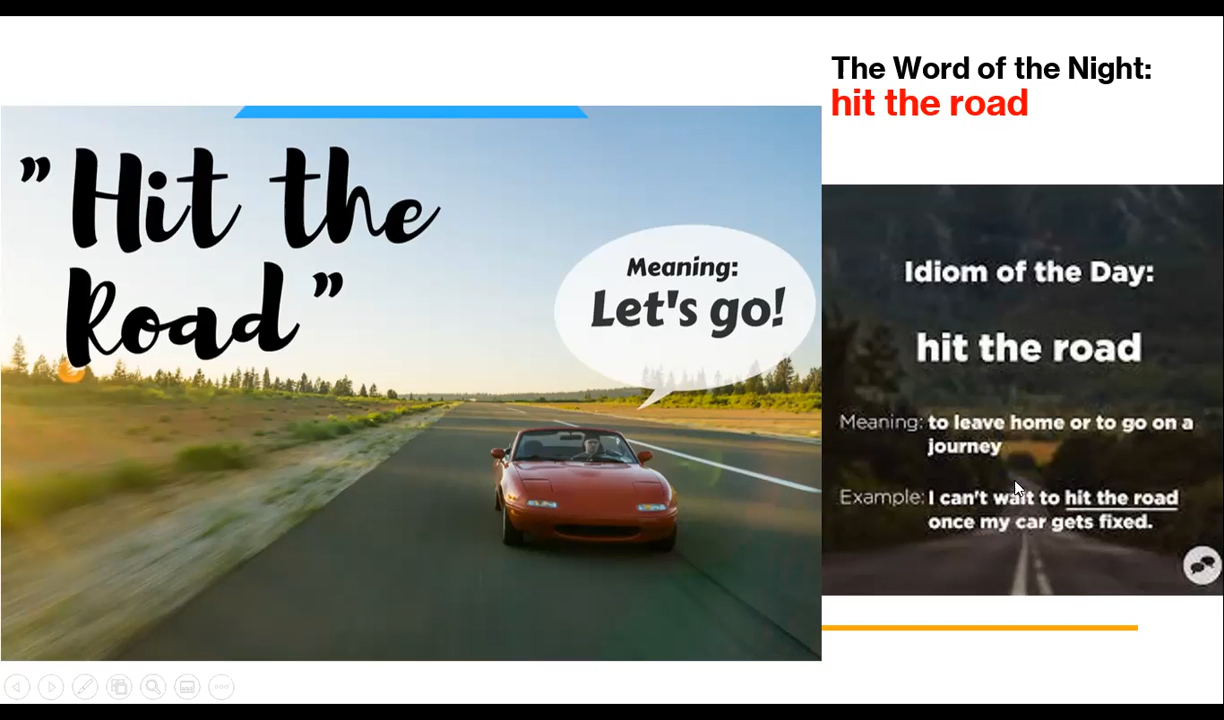 The Word of the Night:
hit the road
" Hit the
Road "
Meaning:
Let's go!
Idiom of the Day:
hit the road
Meaning: to leave home or to go on a
journey
Example: I can't wait to hit the road
once my car gets fixed.